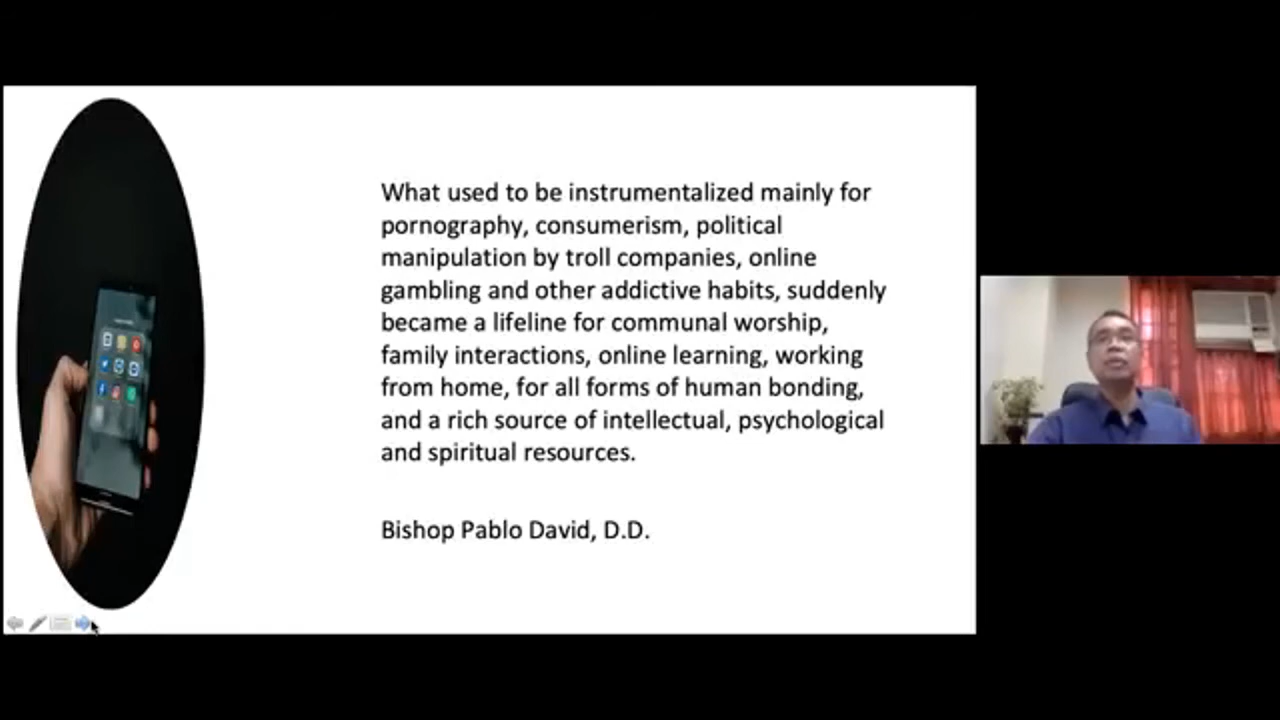 What used to be instrumentalized mainly for
pornography, consumerism, political
manipulation by troll companies, online
gambling and other addictive habits, suddenly
became a lifeline for communal worship,
family interactions, online learning, working
from home, for all forms of human bonding,
and a rich source of intellectual, psychological
and spiritual resources.
Bishop Pablo David, D.D.